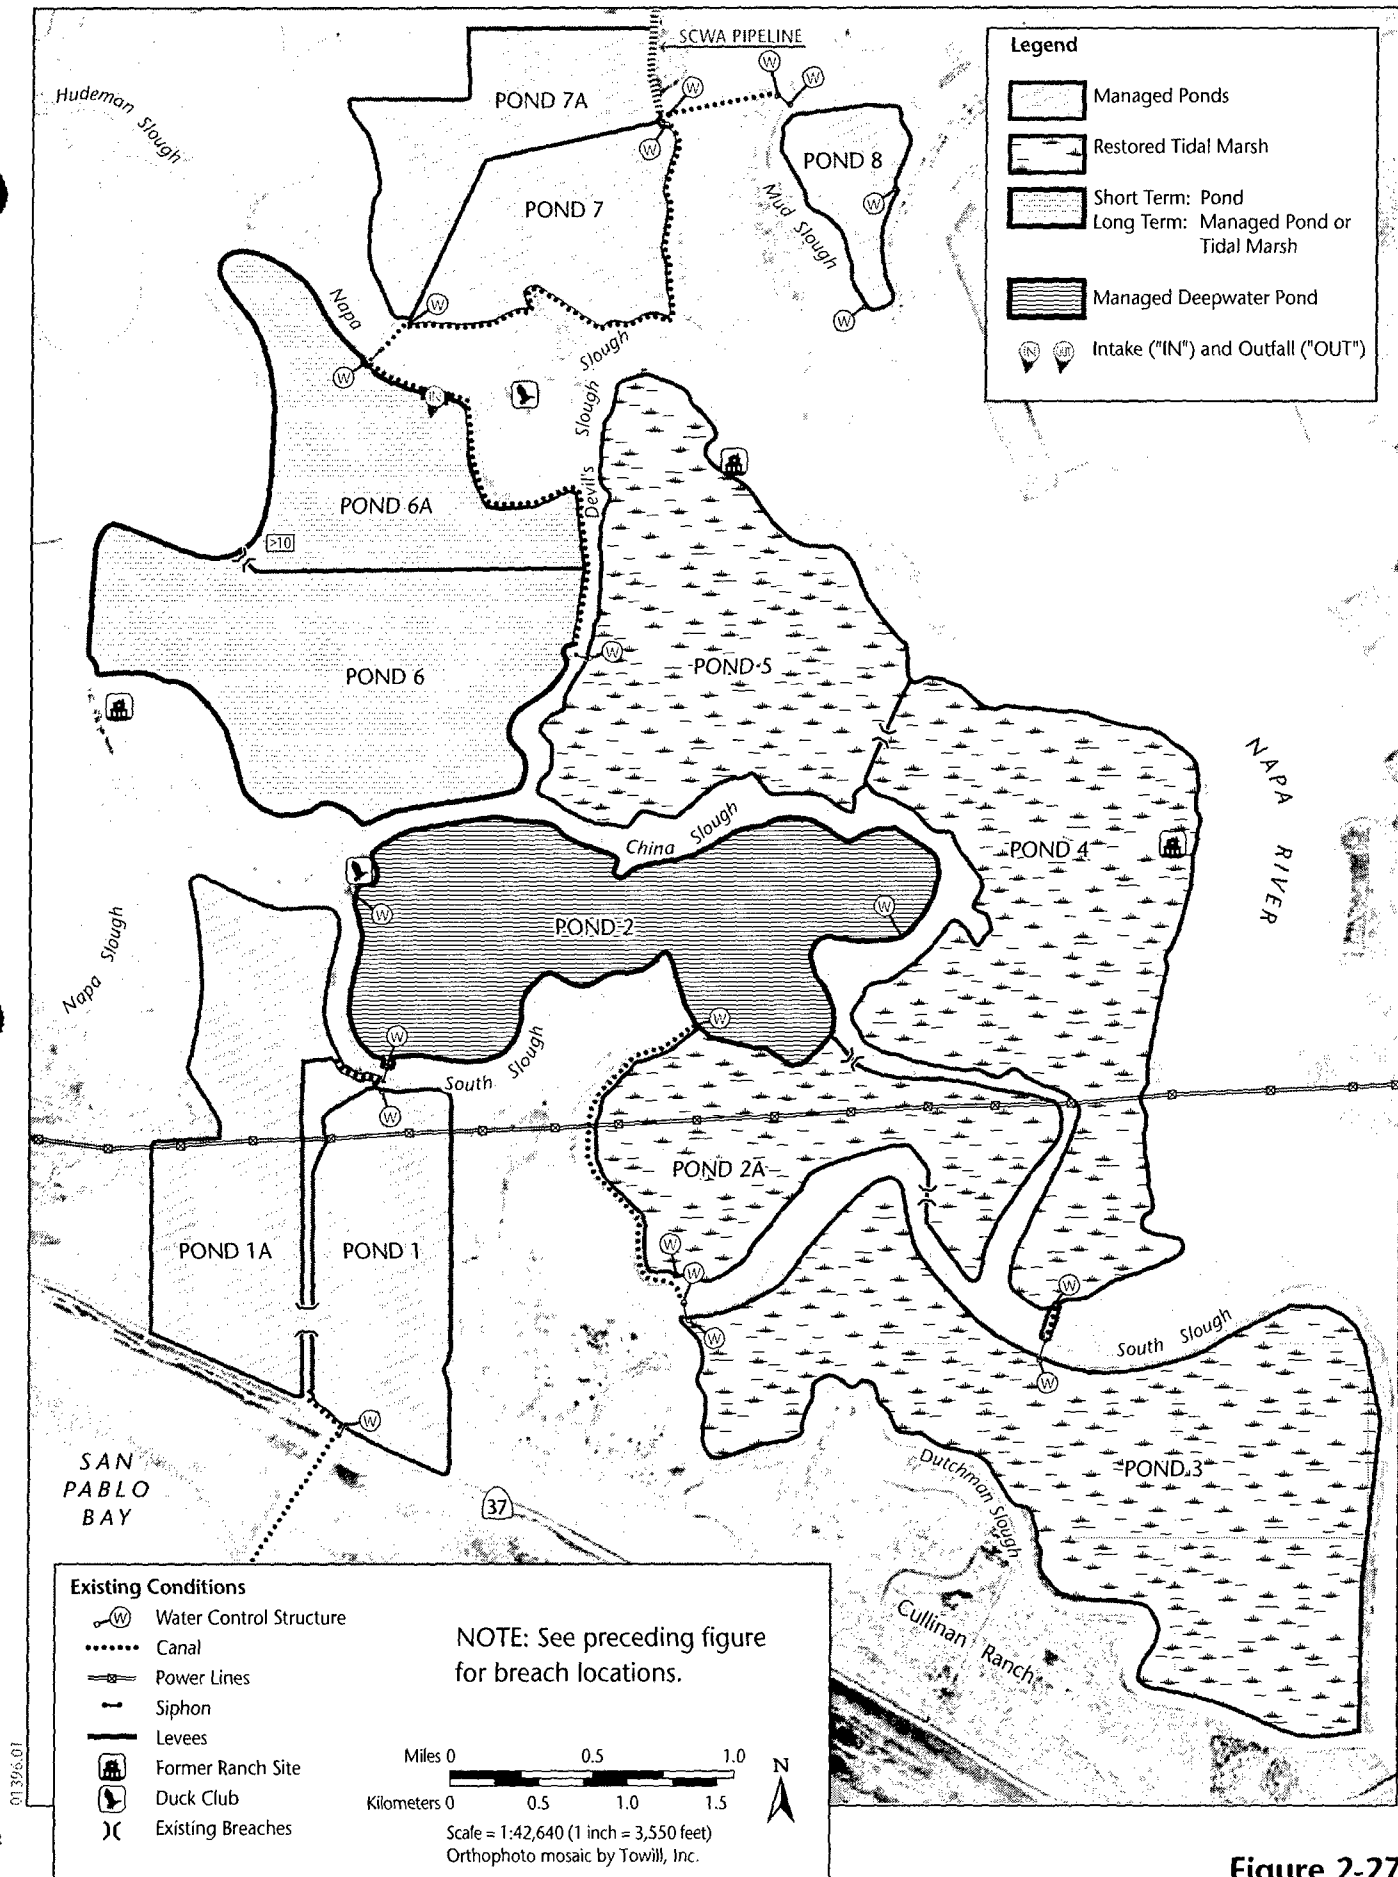 SCWA PIPELINE
Hudeman Slough
POND 7A
POND 8
POND 7
Mud Slough
Napa
Slough
Devil's Slough
Legend
Managed Ponds
Restored Tidal Marsh
Short Term: Pond
Long Term: Managed Pond or
Tidal Marsh
Managed Deepwater Pond
IN OUT Intake ("IN") and Outfall ("OUT")
W
W
W
W
W
W
W
W
W
IN
POND 6A
>10
POND 6
W
POND 5
NAPA RIVER
China Slough
POND 4
POND 2
W
W
Napa Slough
W
W
South Slough
W
POND 2A
POND 1A
POND 1
W
W
W
W
W
South Slough
W
SAN
PABLO
BAY
37
POND 3
Dutchman Slough
Cullinan Ranch
Existing Conditions
W Water Control Structure
Canal
Power Lines
Siphon
Levees
Former Ranch Site
Duck Club
Existing Breaches
NOTE: See preceding figure
for breach locations.
Miles 0 0.5 1.0
Kilometers 0 0.5 1.0 1.5
N
Scale = 1:42,640 (1 inch = 3,550 feet)
Orthophoto mosaic by Towill, Inc.
01396.01
Figure 2-27